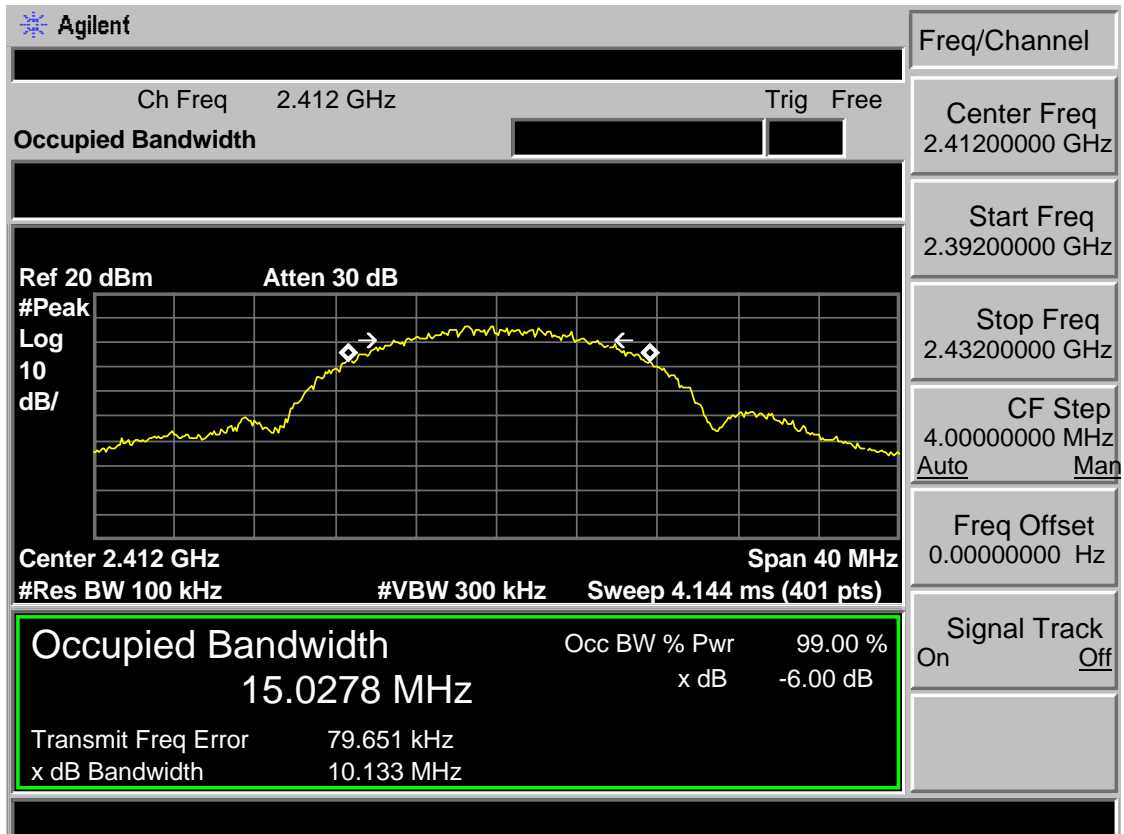 Agilent
Freq/Channel
Ch Freq 2.412 GHz Trig Free
Occupied Bandwidth
Center Freq
2.41200000 GHz
Start Freq
2.39200000 GHz
Ref 20 dBm Atten 30 dB
#Peak
Log
10
dB/
Stop Freq
2.43200000 GHz
CF Step
4.00000000 MHz
Auto Man
Freq Offset
0.00000000 Hz
Center 2.412 GHz Span 40 MHz
#Res BW 100 kHz #VBW 300 kHz Sweep 4.144 ms (401 pts)
Signal Track
On Off
Occupied Bandwidth
15.0278 MHz
Occ BW % Pwr 99.00 %
x dB -6.00 dB
Transmit Freq Error 79.651 kHz
x dB Bandwidth 10.133 MHz